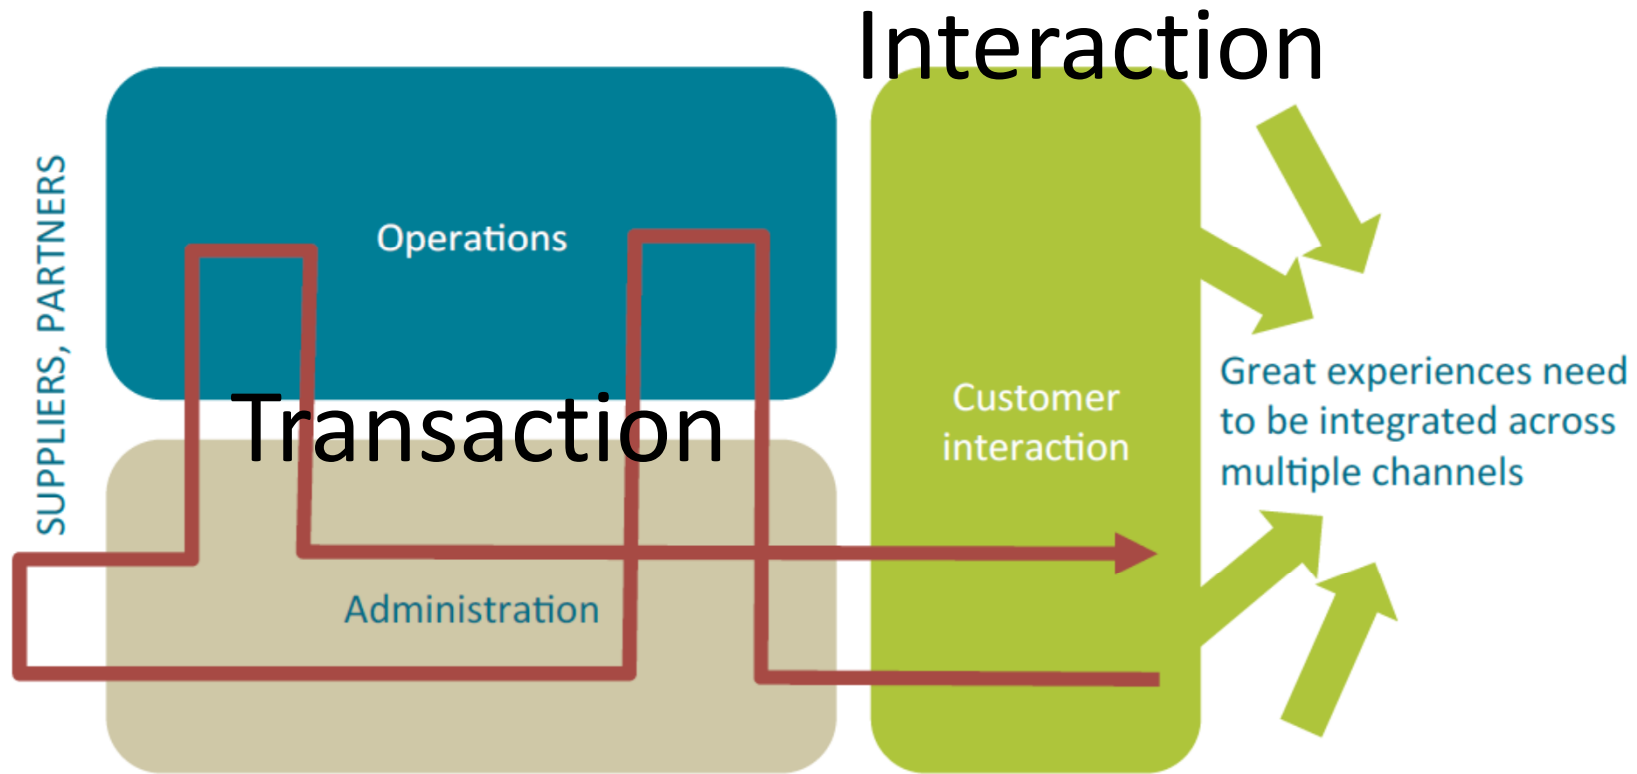 Interaction
SUPPLIERS, PARTNERS
Operations
Transaction
Administration
Customer
interaction
Great experiences need
to be integrated across
multiple channels